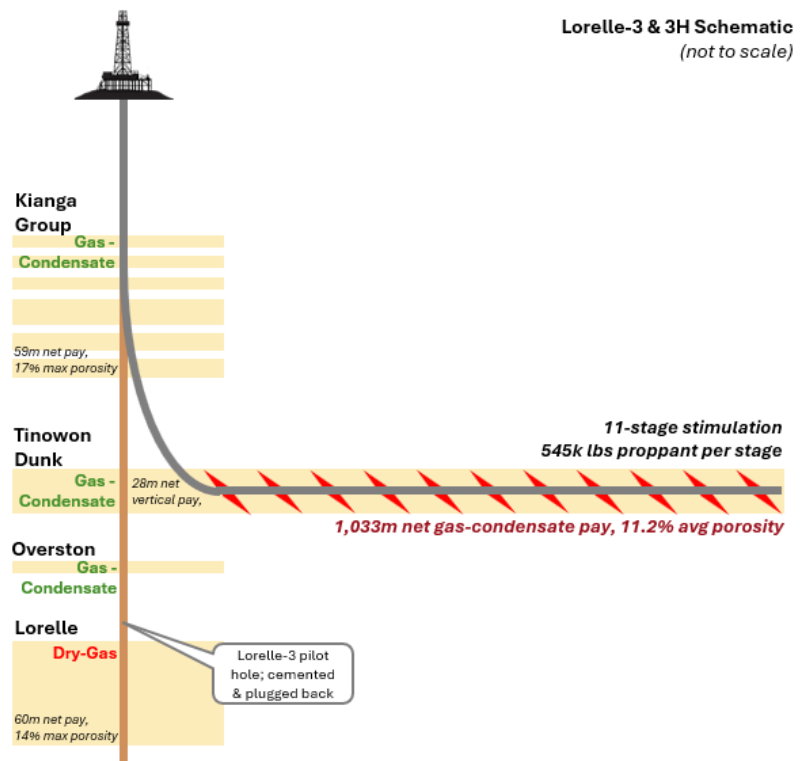 Lorelle-3 & 3H Schematic
(not to scale)
Kianga
Group
Gas -
Condensate
59m net pay,
17% max porosity
11-stage stimulation
545k lbs proppant per stage
Tinowon
Dunk
Gas -
Condensate
28m net
vertical pay,
1,033m net gas-condensate pay, 11.2% avg porosity
Overston
Gas -
Condensate
Lorelle
Dry-Gas
Lorelle-3 pilot
hole; cemented
& plugged back
60m net pay,
14% max porosity